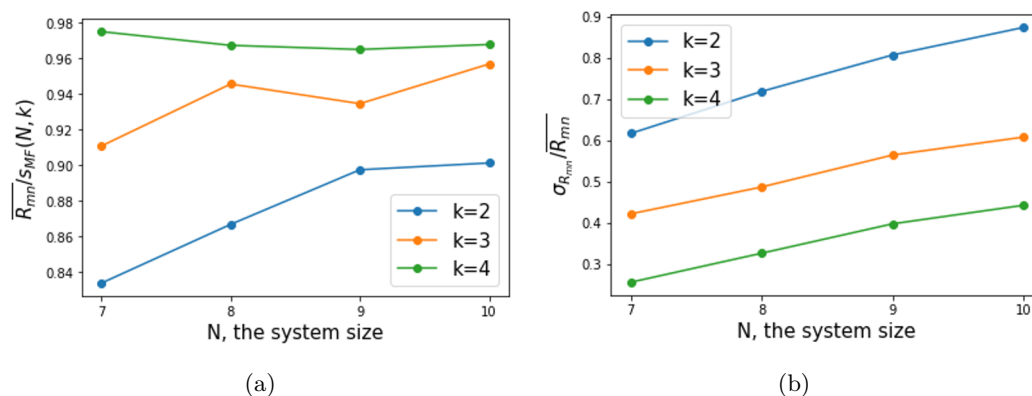 0.98
0.96
0.94
0.92
0.90
0.88
0.86
0.84
7
8
9
10
N, the system size
$\overline{R_{mn}}/s_{MF}(N, k)$
k=2
k=3
k=4
(a)
0.9
0.8
0.7
0.6
0.5
0.4
0.3
7
8
9
10
N, the system size
$\sigma_{R_{mn}}/\overline{R_{mn}}$
k=2
k=3
k=4
(b)